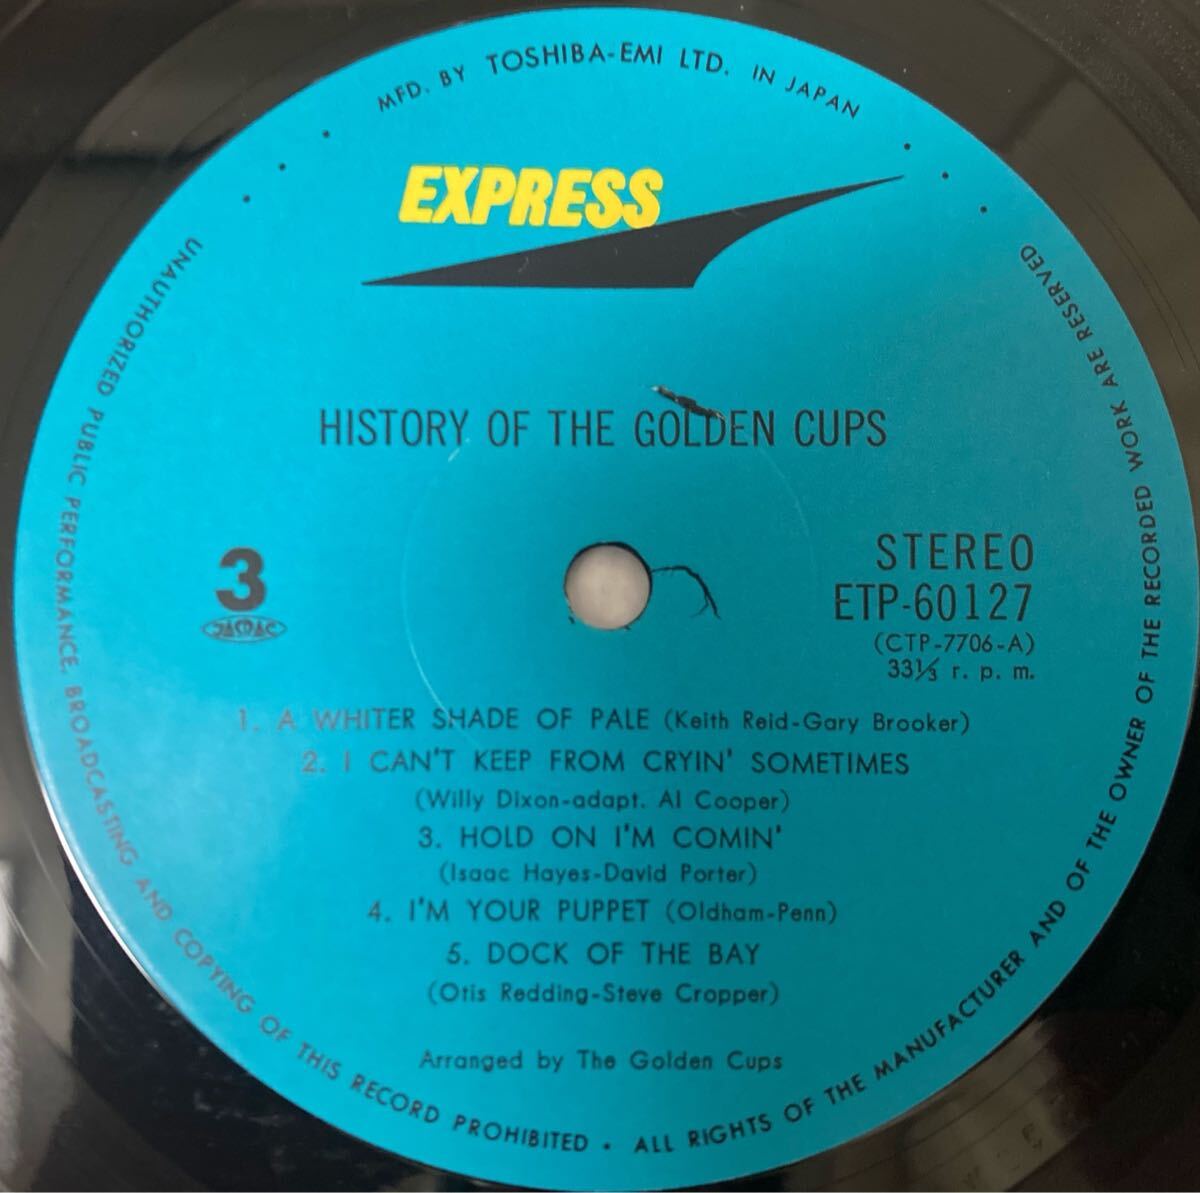 MFD. BY TOSHIBA-EMI LTD. IN JAPAN
EXPRESS
HISTORY OF THE GOLDEN CUPS
3
JASRAC
STEREO
ETP-60127
(CTP-7706-A)
33⅓ r. p. m.
1. A WHITER SHADE OF PALE (Keith Reid-Gary Brooker)
2. I CAN'T KEEP FROM CRYIN' SOMETIMES
(Willy Dixon-adapt. Al Cooper)
3. HOLD ON I'M COMIN'
(Isaac Hayes-David Porter)
4. I'M YOUR PUPPET (Oldham-Penn)
5. DOCK OF THE BAY
(Otis Redding-Steve Cropper)
Arranged by The Golden Cups
UNAUTHORIZED PUBLIC PERFORMANCE, BROADCASTING AND COPYING OF THIS RECORD PROHIBITED • ALL RIGHTS OF THE MANUFACTURER AND OF THE OWNER OF THE RECORDED WORK ARE RESERVED